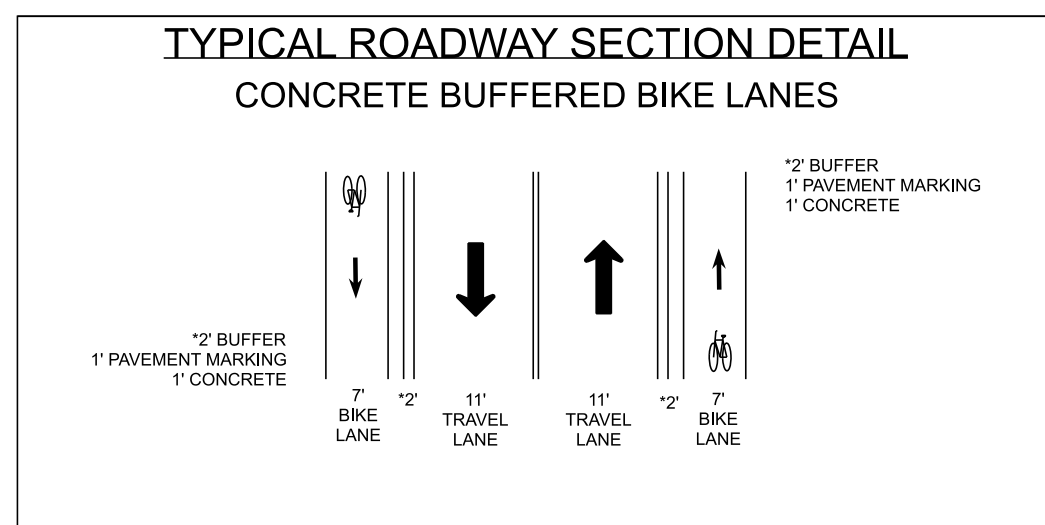 TYPICAL ROADWAY SECTION DETAIL
CONCRETE BUFFERED BIKE LANES
*2' BUFFER
1' PAVEMENT MARKING
1' CONCRETE
*2' BUFFER
1' PAVEMENT MARKING
1' CONCRETE
7'
BIKE
LANE
*2'
11'
TRAVEL
LANE
11'
TRAVEL
LANE
*2'
7'
BIKE
LANE